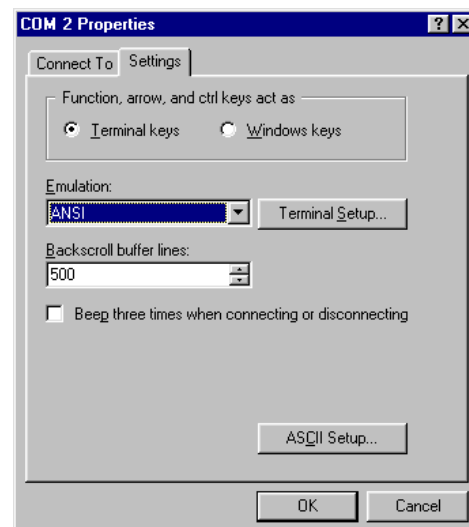 COM 2 Properties
Connect To Settings
Function, arrow, and ctrl keys act as
Terminal keys Windows keys
Emulation:
ANSI Terminal Setup...
Backscroll buffer lines:
500
Beep three times when connecting or disconnecting
ASCII Setup...
OK Cancel